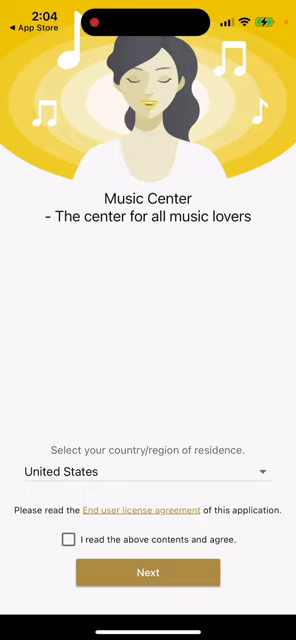 2:04
◀ App Store
Music Center
- The center for all music lovers
Select your country/region of residence.
United States
Please read the End user license agreement of this application.
I read the above contents and agree.
Next